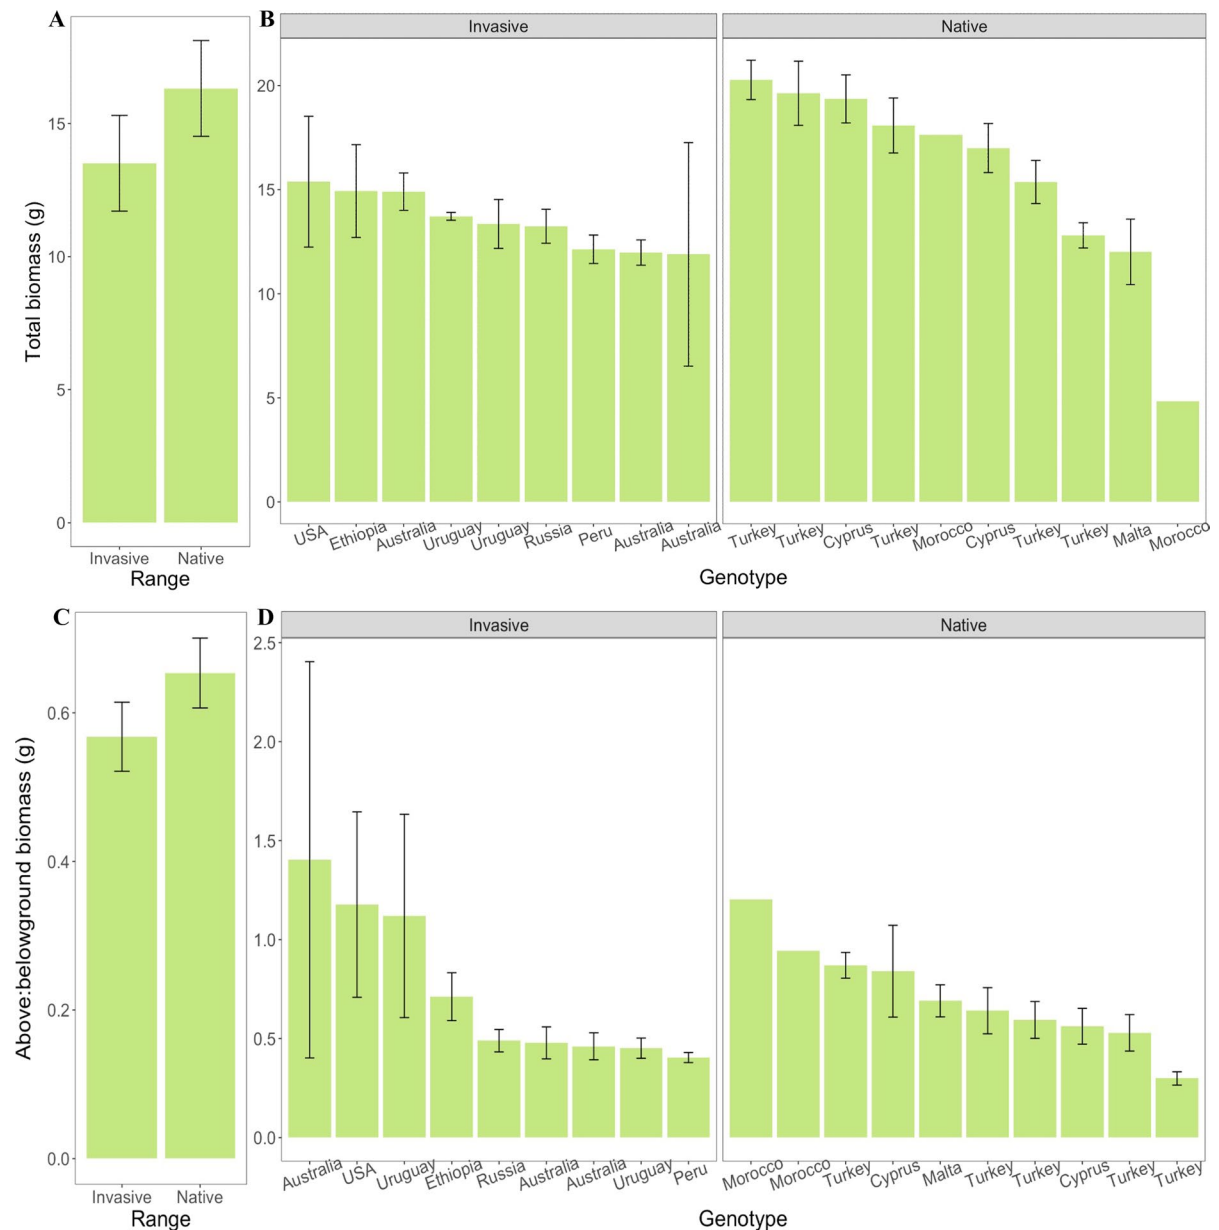 A
B
Invasive
Native
Total biomass (g)
15
10
5
0
20
15
10
5
0
Invasive
Native
Range
USA
Ethiopia
Australia
Uruguay
Uruguay
Russia
Peru
Australia
Australia
Turkey
Turkey
Cyprus
Turkey
Morocco
Cyprus
Turkey
Turkey
Malta
Morocco
Genotype
C
D
Invasive
Native
Above:belowground biomass (g)
0.6
0.4
0.2
0.0
2.5
2.0
1.5
1.0
0.5
0.0
Invasive
Native
Range
Australia
USA
Uruguay
Ethiopia
Russia
Australia
Australia
Uruguay
Peru
Morocco
Morocco
Turkey
Cyprus
Malta
Turkey
Turkey
Cyprus
Turkey
Turkey
Genotype